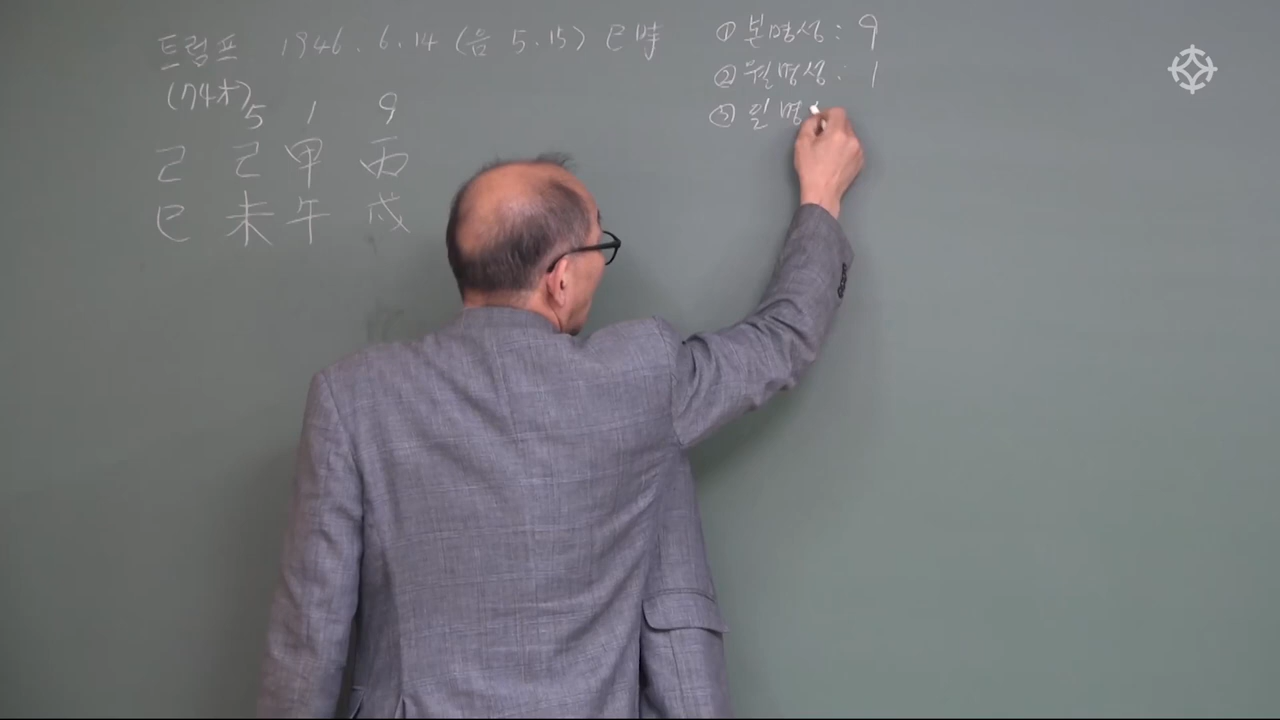 트럼프 1946.6.14 (음 5.15) 巳時
(74才)
5 1 9
己 己 甲 丙
巳 未 午 戌
① 본명성 : 9
② 월명성 : 1
③ 일명